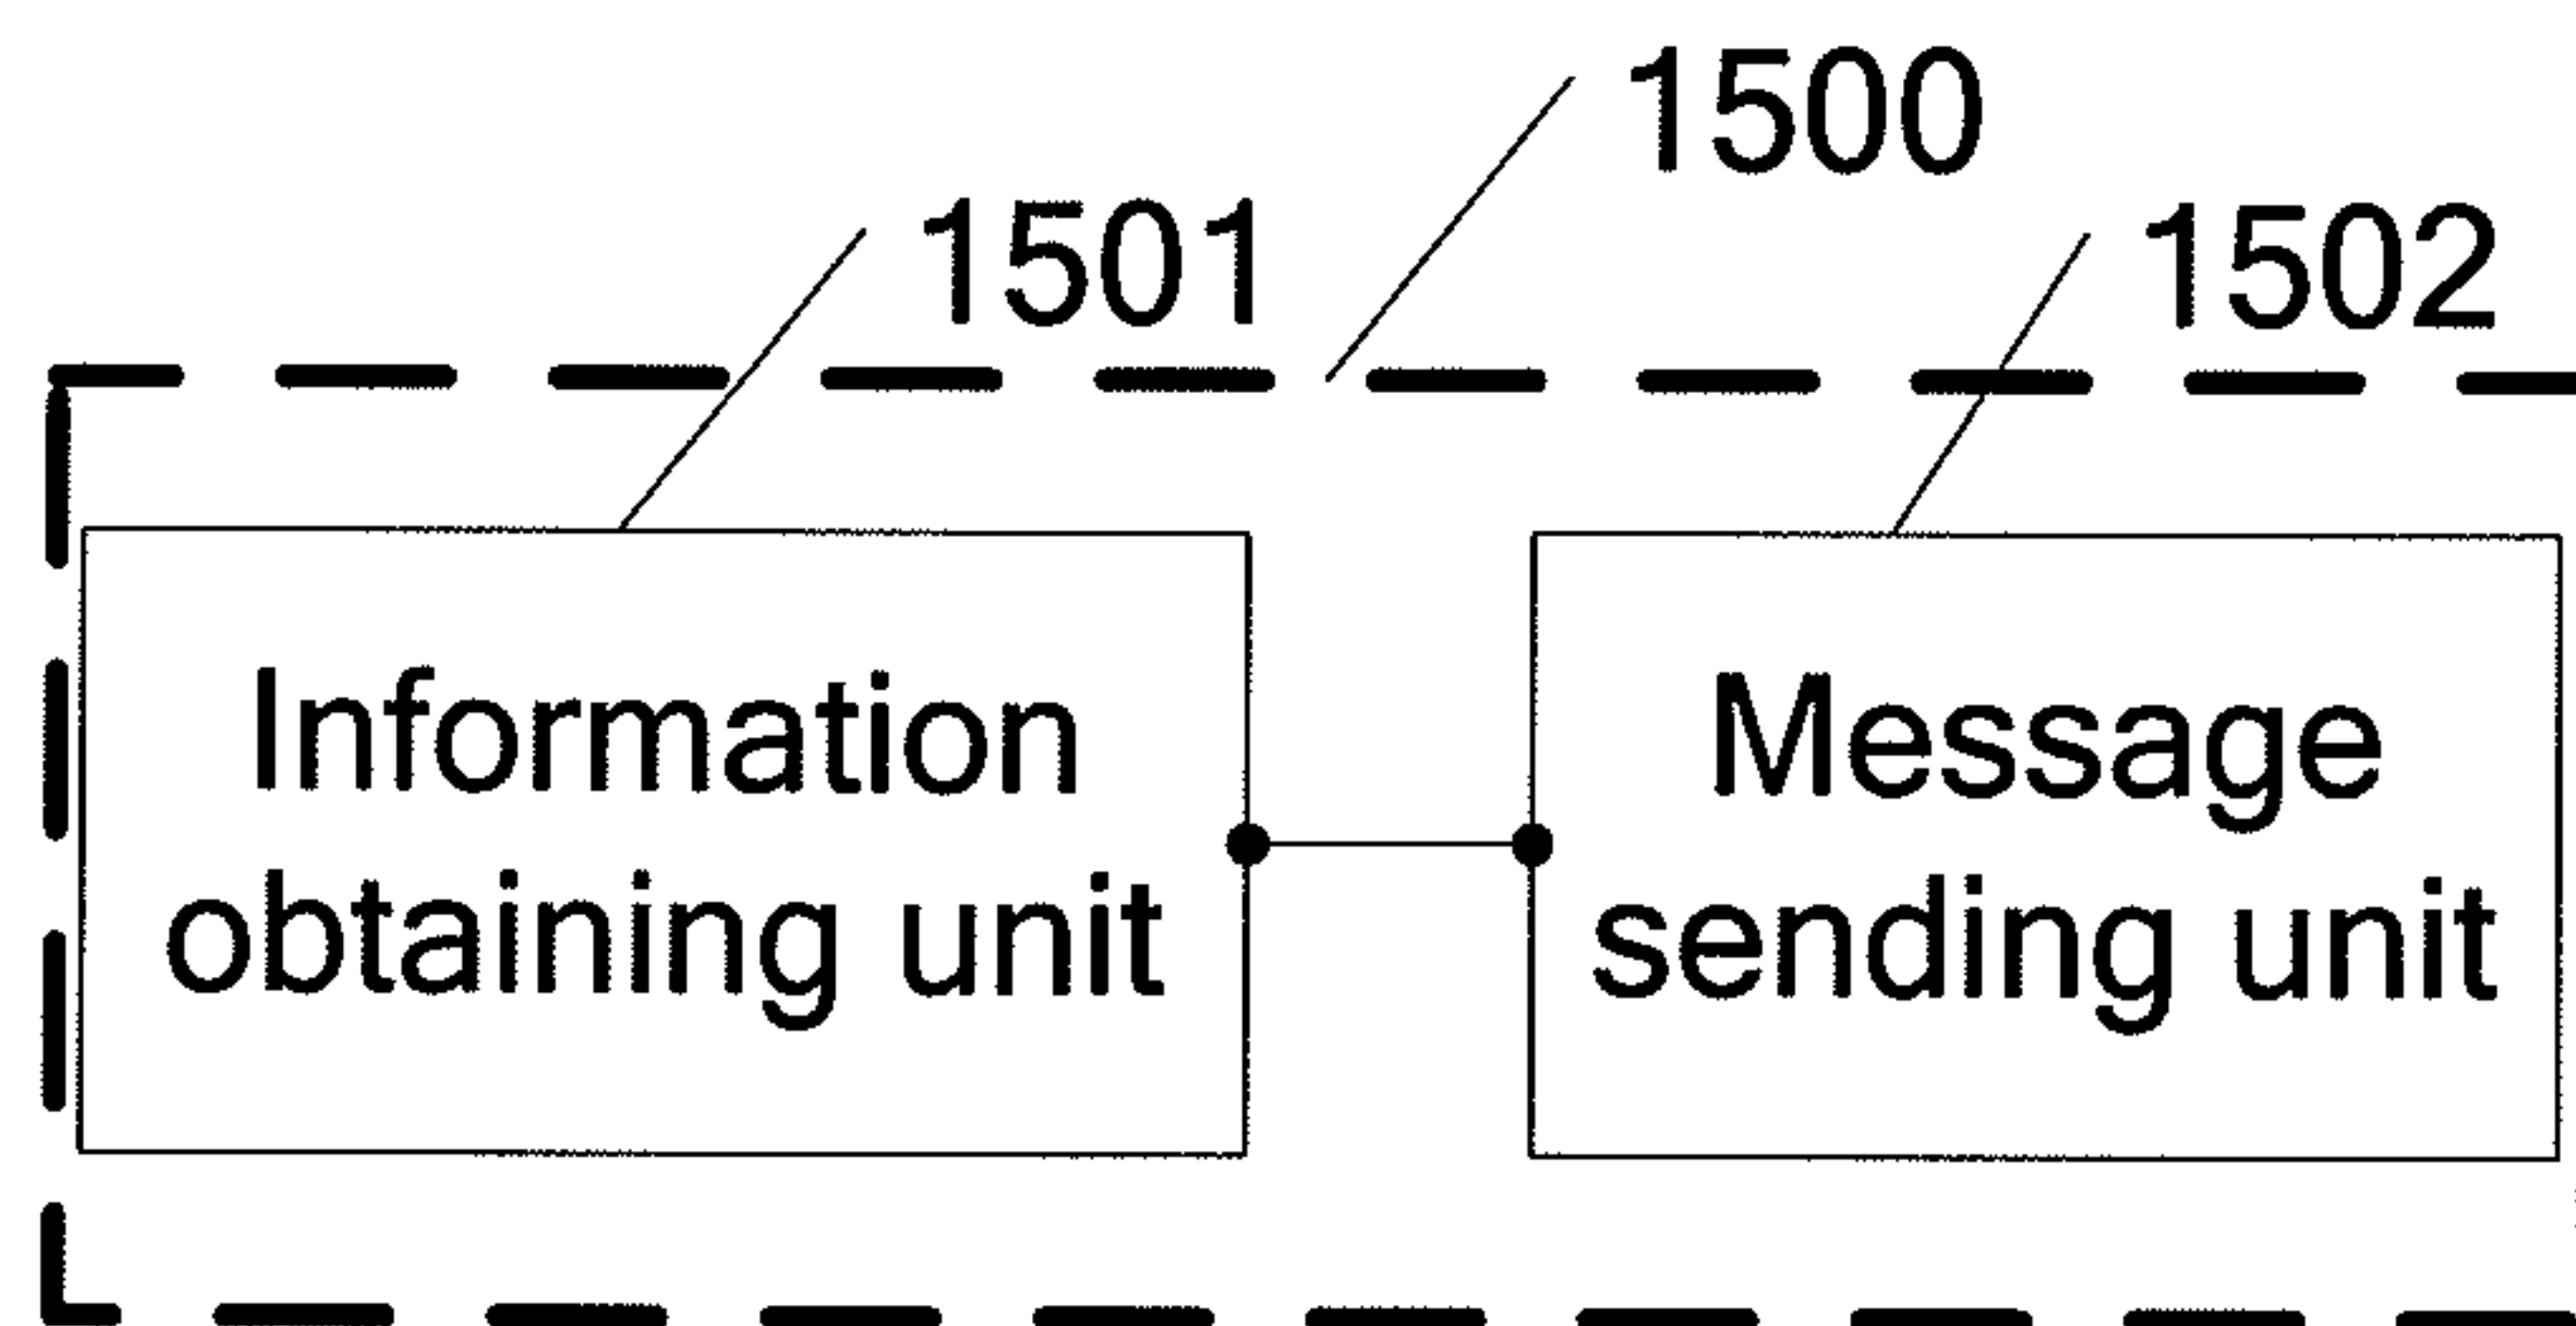 1500
1501
1502
Information
obtaining unit
Message
sending unit